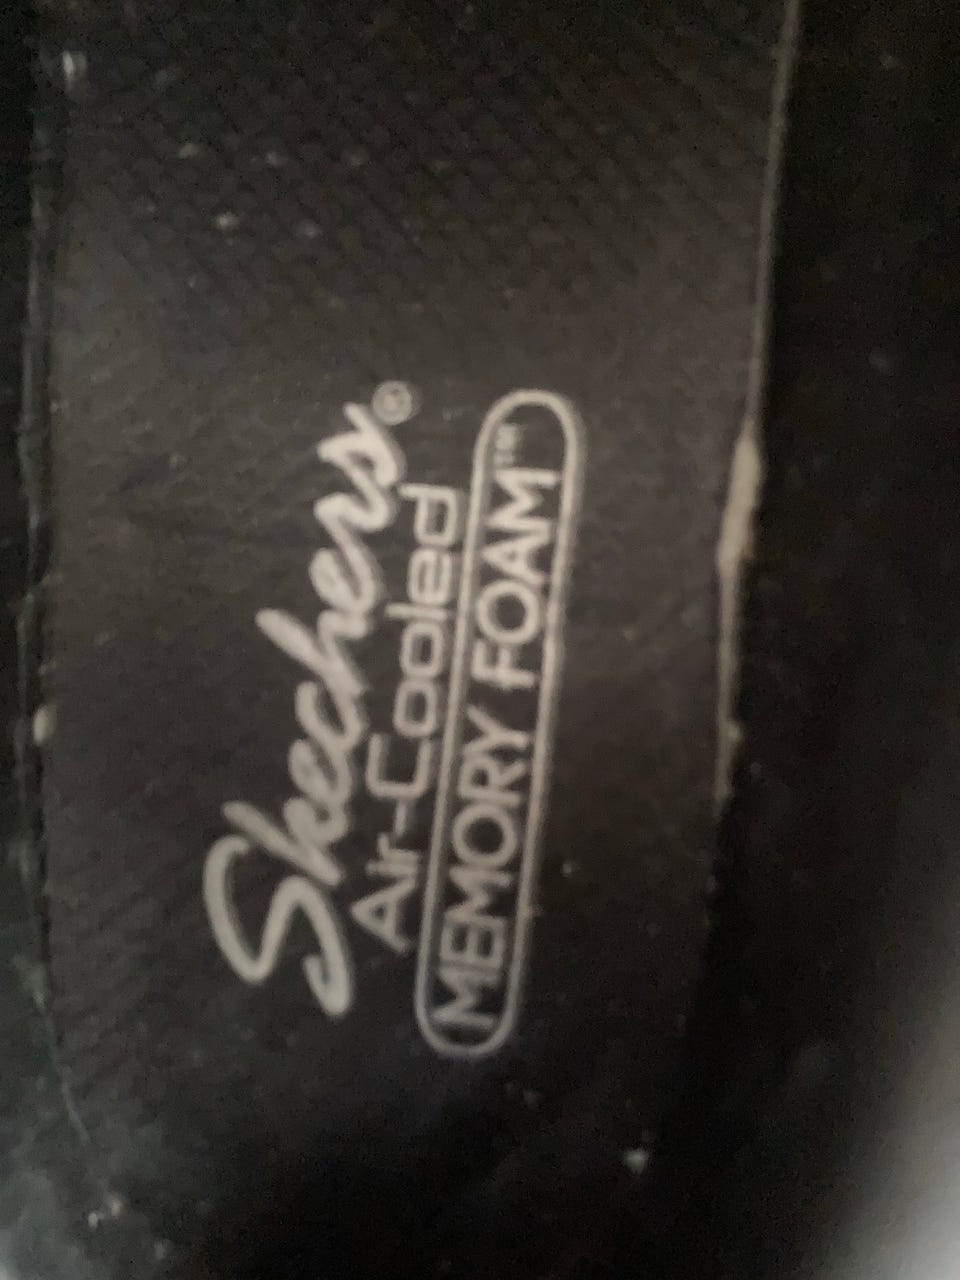 Skechers®
Air-Cooled
MEMORY FOAM™